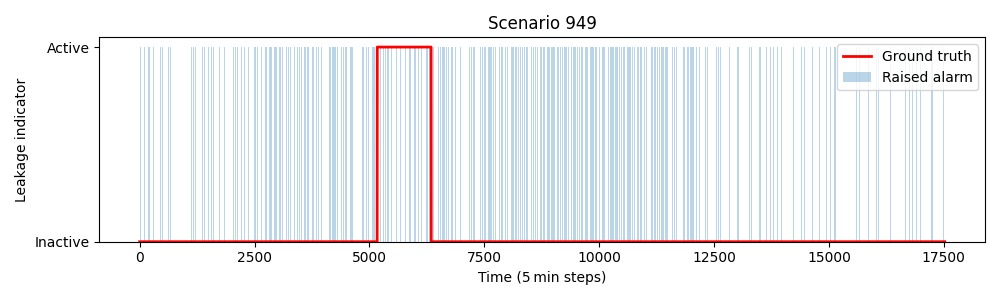 Scenario 949
Active
Inactive
Leakage indicator
Ground truth
Raised alarm
0 2500 5000 7500 10000 12500 15000 17500
Time (5 min steps)